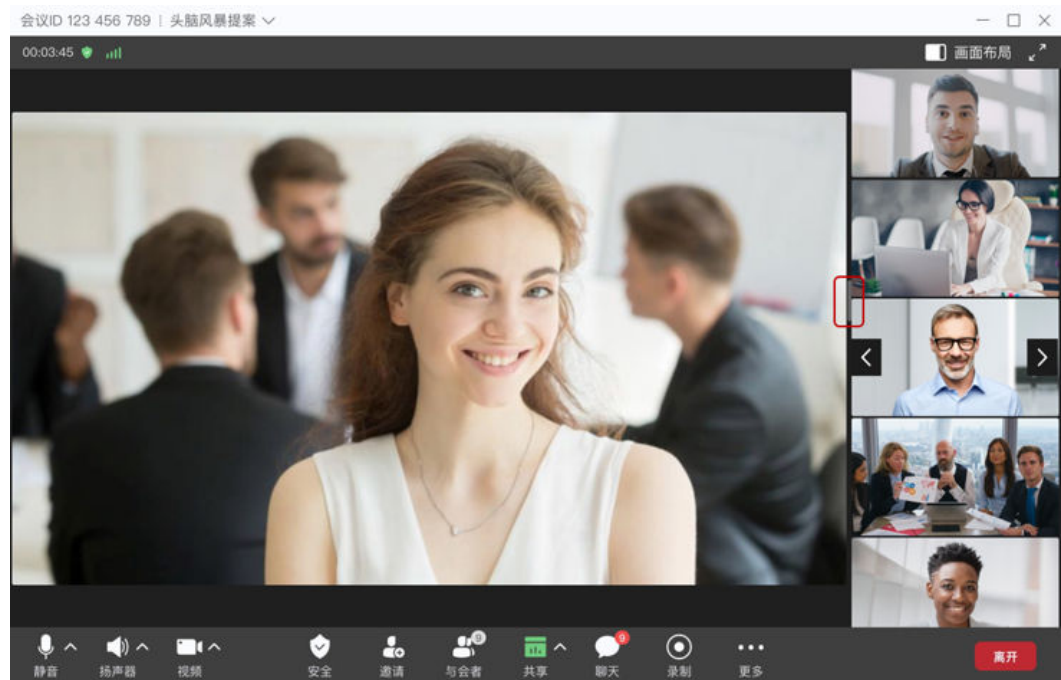 会议ID 123 456 789 | 头脑风暴提案
00:03:45
画面布局
9
9
静音 扬声器 视频 安全 邀请 与会者 共享 聊天 录制 更多 离开